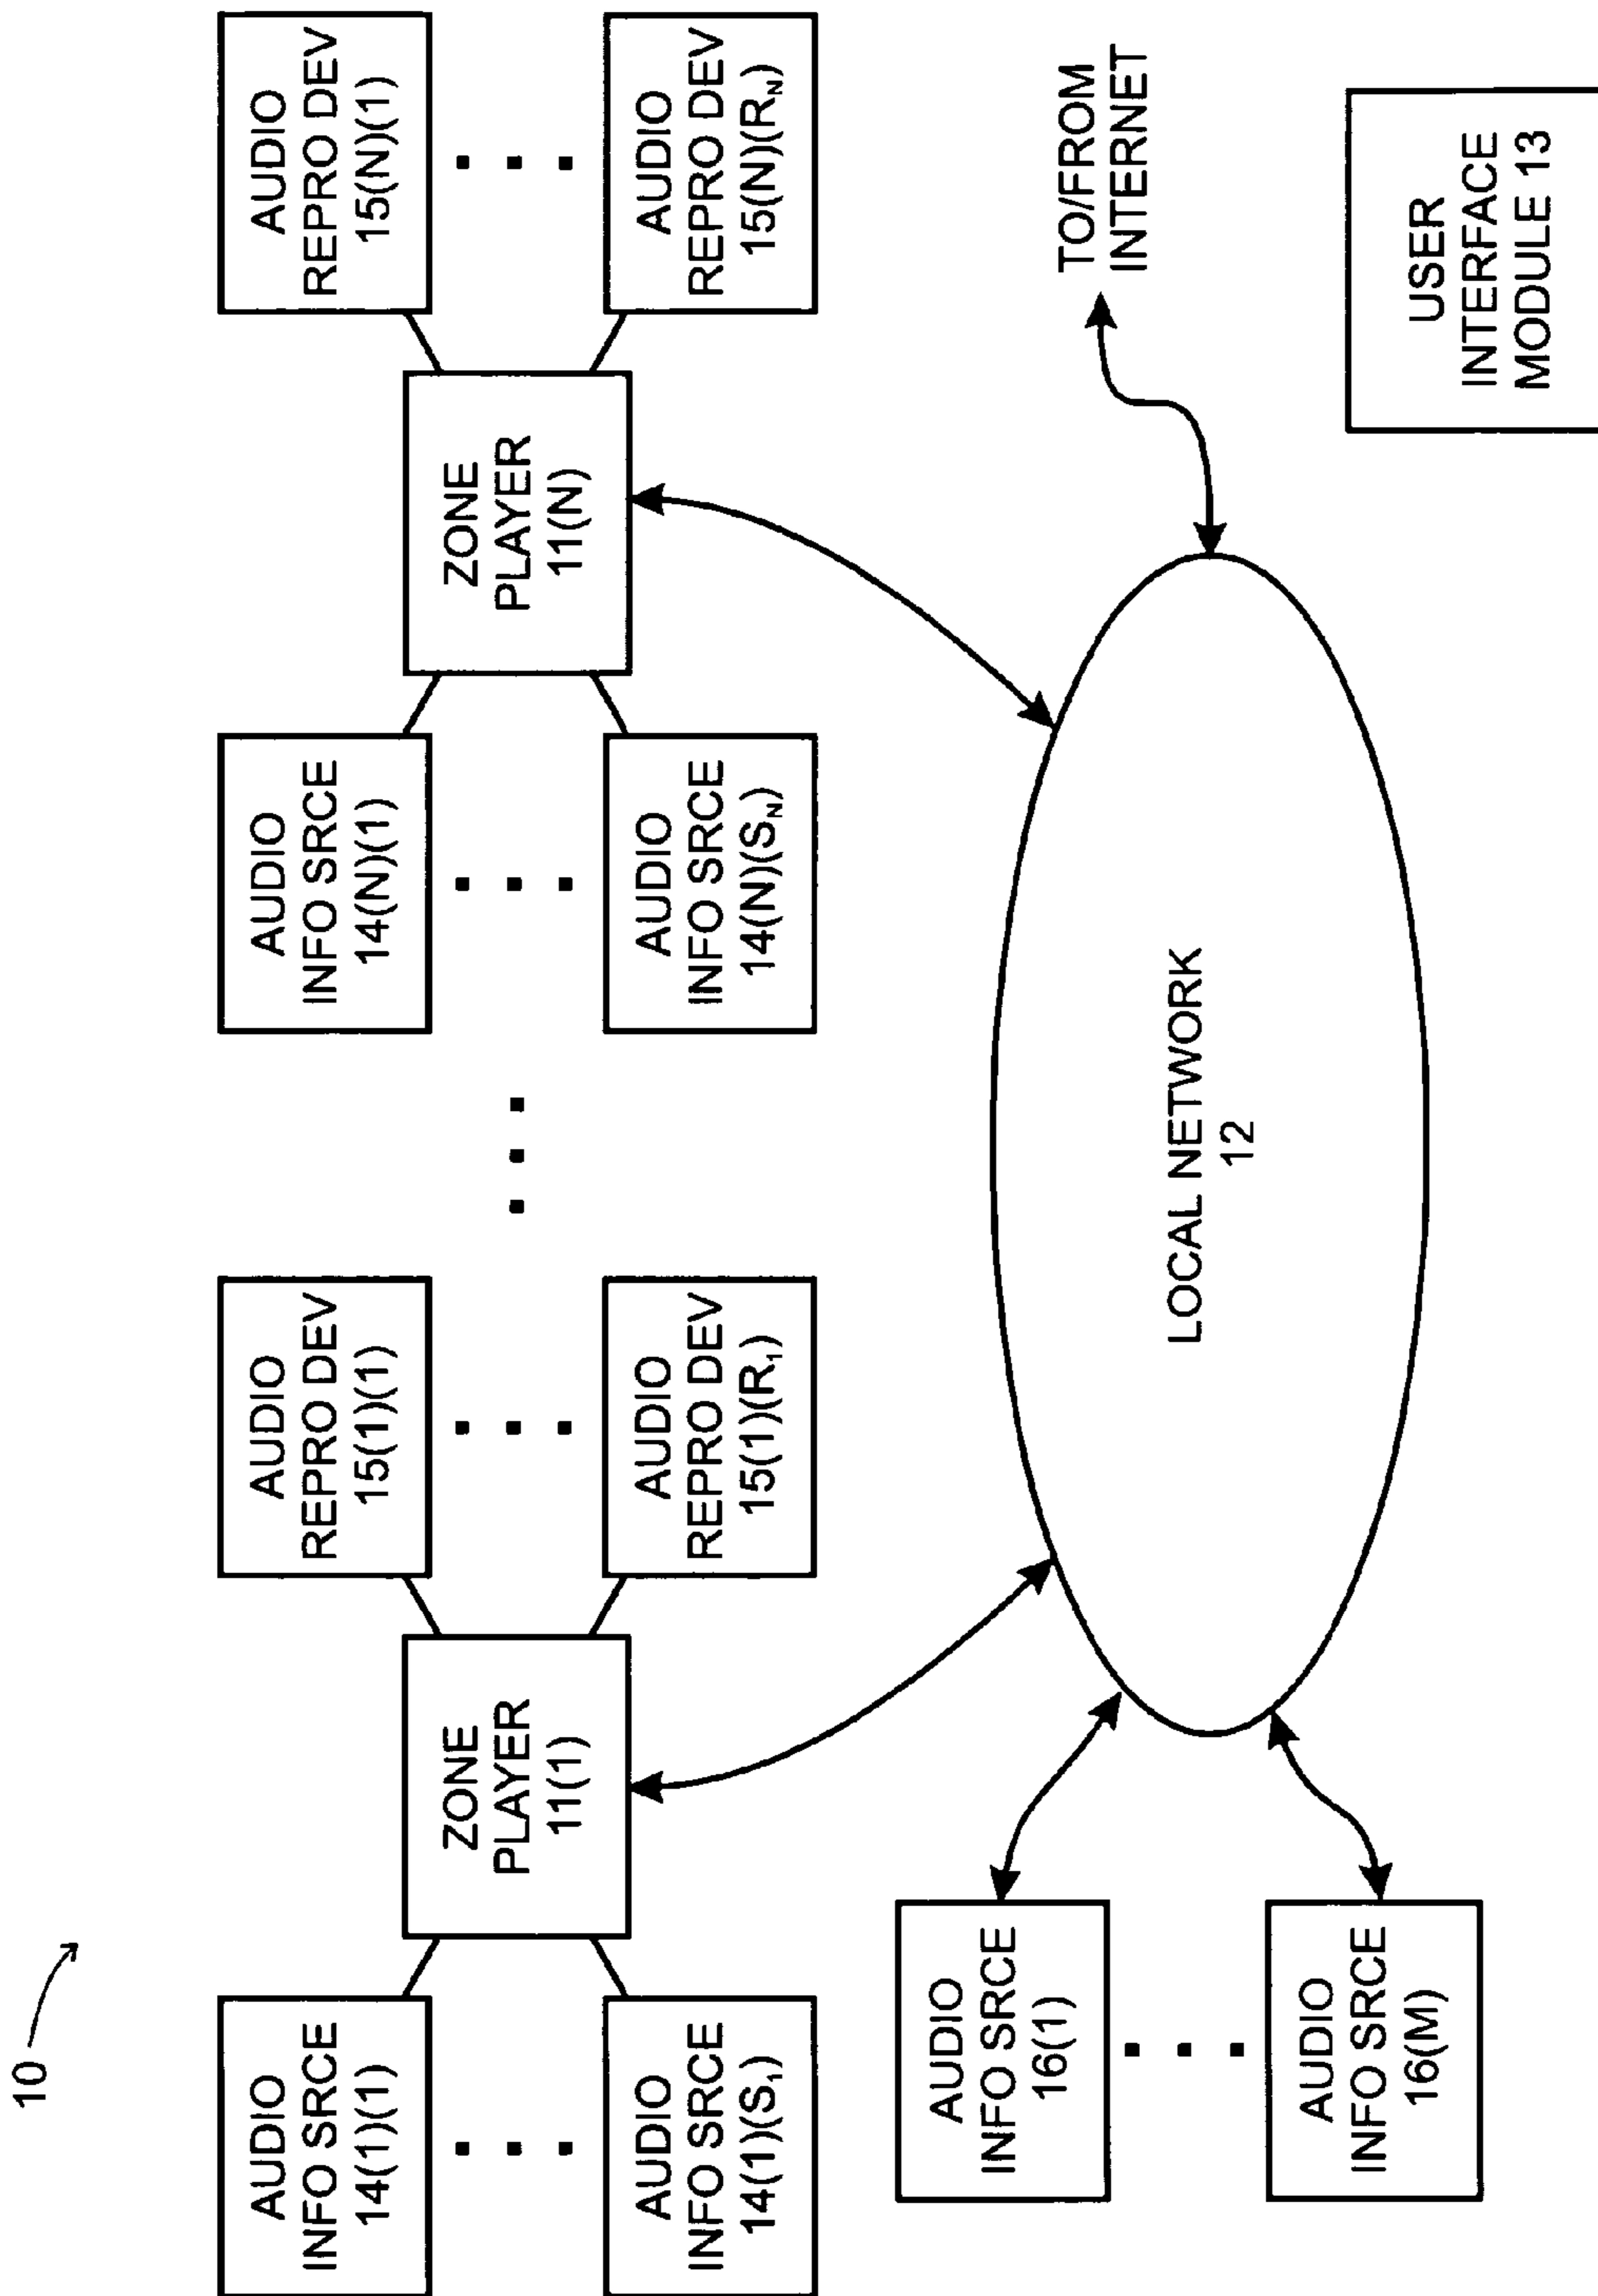 10
AUDIO
INFO SRCE
14(1)(1)
AUDIO
INFO SRCE
14(1)(S₁)
ZONE
PLAYER
11(1)
AUDIO
REPRO DEV
15(1)(1)
AUDIO
REPRO DEV
15(1)(R₁)
AUDIO
INFO SRCE
14(N)(1)
AUDIO
INFO SRCE
14(N)(S_N)
ZONE
PLAYER
11(N)
AUDIO
REPRO DEV
15(N)(1)
AUDIO
REPRO DEV
15(N)(R_N)
AUDIO
INFO SRCE
16(1)
AUDIO
INFO SRCE
16(M)
LOCAL NETWORK
12
TO/FROM
INTERNET
USER
INTERFACE
MODULE 13